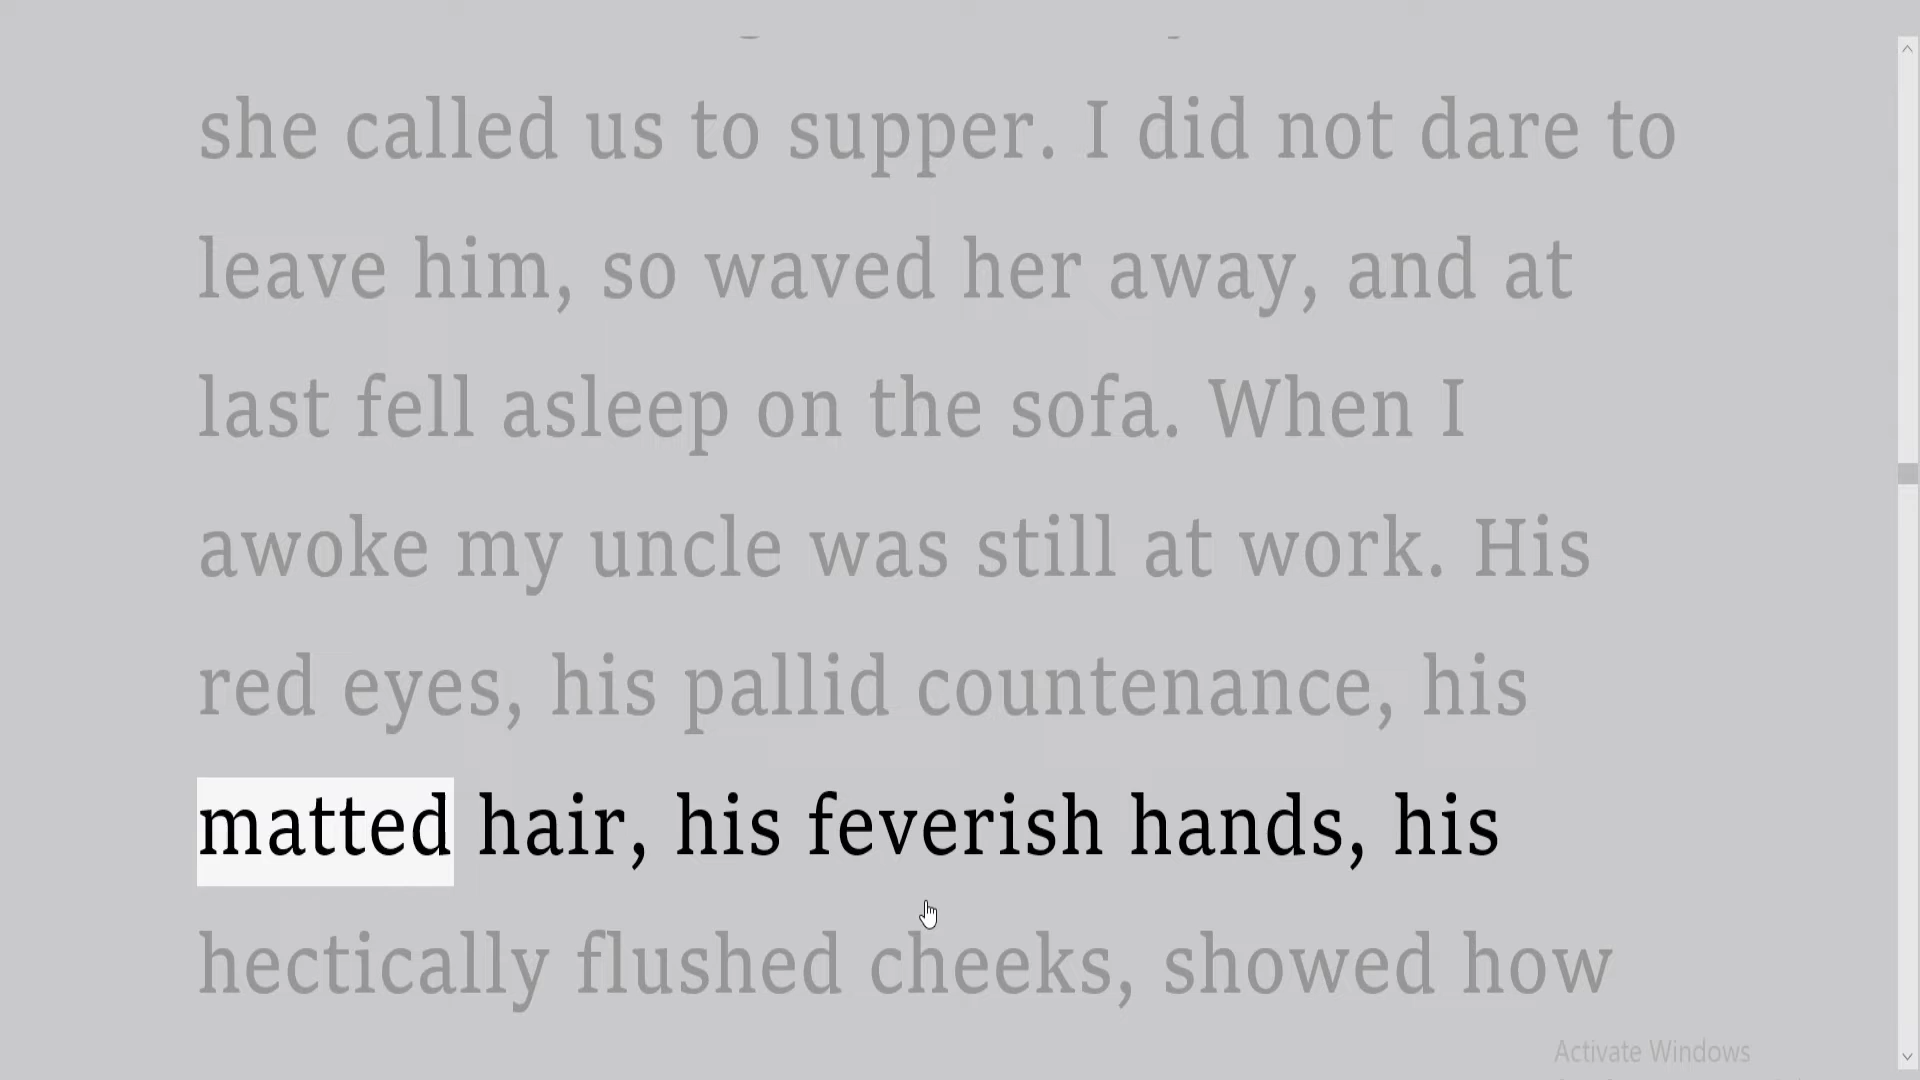 she called us to supper. I did not dare to
leave him, so waved her away, and at
last fell asleep on the sofa. When I
awoke my uncle was still at work. His
red eyes, his pallid countenance, his
matted hair, his feverish hands, his
hectically flushed cheeks, showed how
Activate Windows